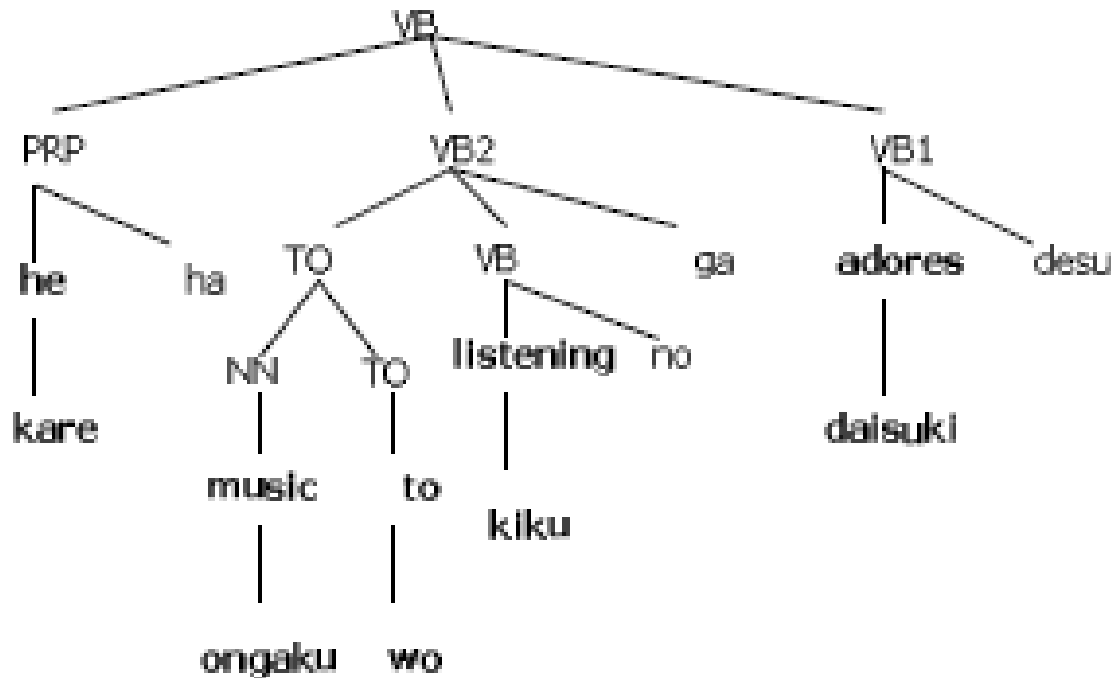 VB
PRP VB2 VB1
he ha TO VB ga adores desu
NN TO listening no
kare daisuki
music to
kiku
ongaku wo